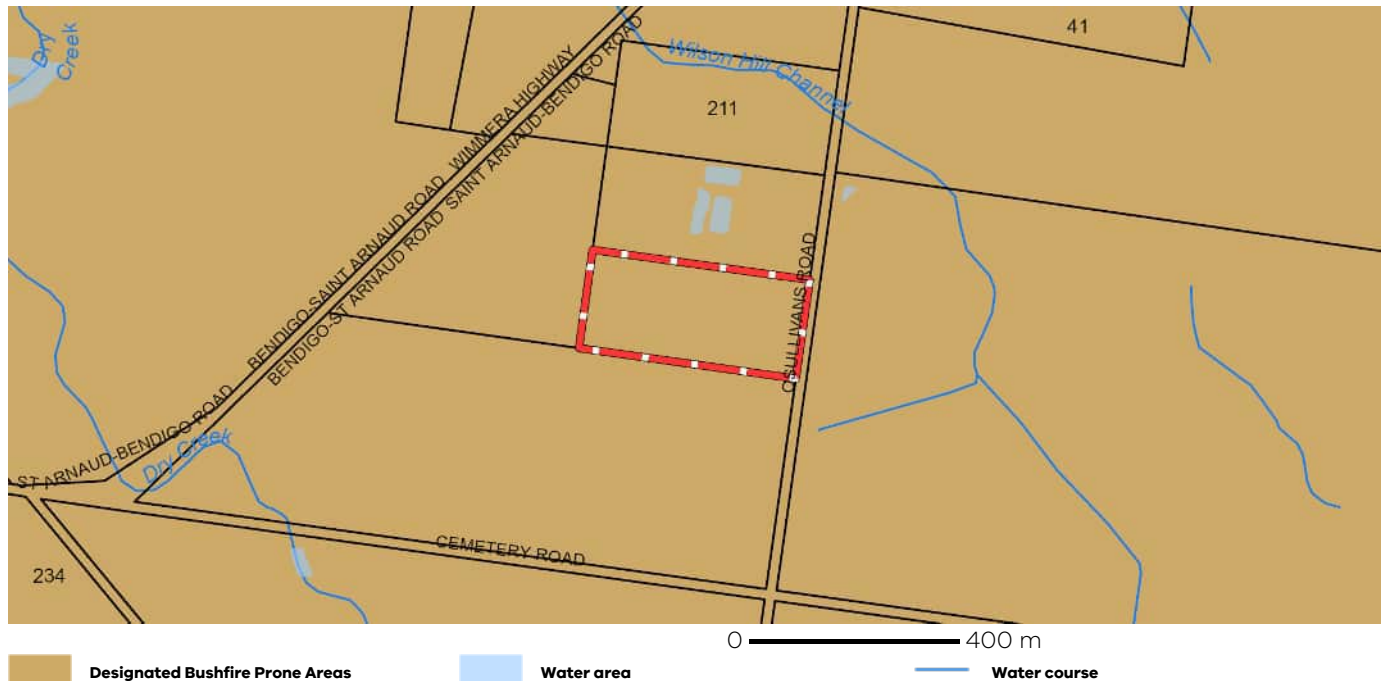 Dry
Creek
WIMMERA HIGHWAY
SAINT ARNAUD-BENDIGO ROAD
Wilson Hill Channel
41
211
BENDIGO-SAINT ARNAUD ROAD
BENDIGO-ST ARNAUD ROAD
OSULLIVANS ROAD
ST ARNAUD-BENDIGO ROAD
Dry Creek
CEMETERY ROAD
234
0 400 m
Designated Bushfire Prone Areas
Water area
Water course